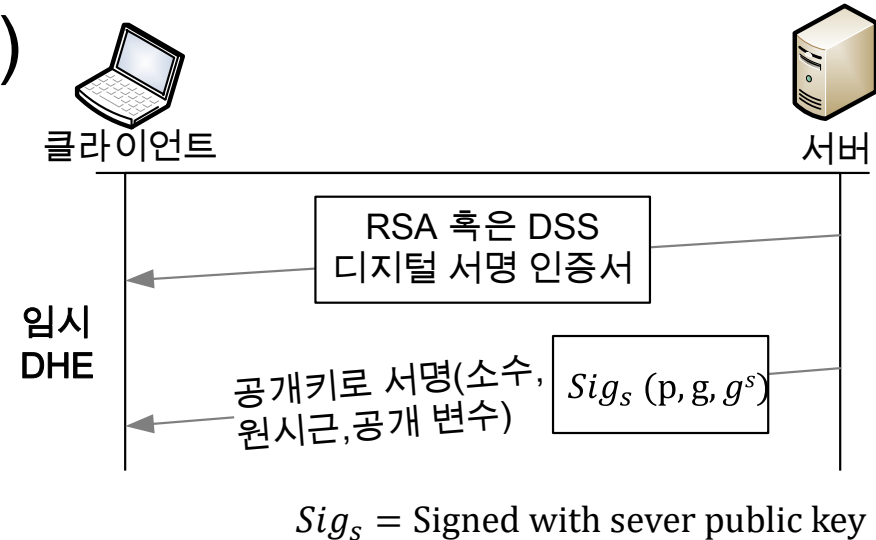 )
클라이언트
서버
RSA 혹은 DSS
디지털 서명 인증서
임시
DHE
공개키로 서명(소수,
원시근,공개 변수)
$Sig_s$ (p, g, $g^s$)
$Sig_s$ = Signed with sever public key